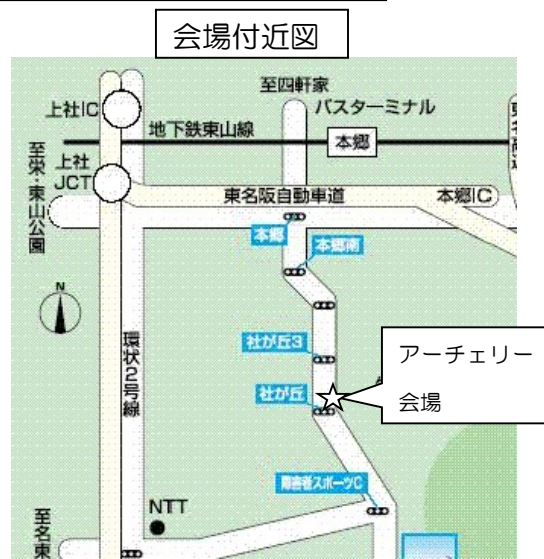 会場付近図
至四軒家
上社IC
バスターミナル
地下鉄東山線
本郷
至栄・東山公園
上社
JCT
東名阪自動車道
本郷IC
本郷
本郷南
N
環状2号線
社が丘3
アーチェリー
会場
社が丘
障害者スポーツC
NTT
至名東